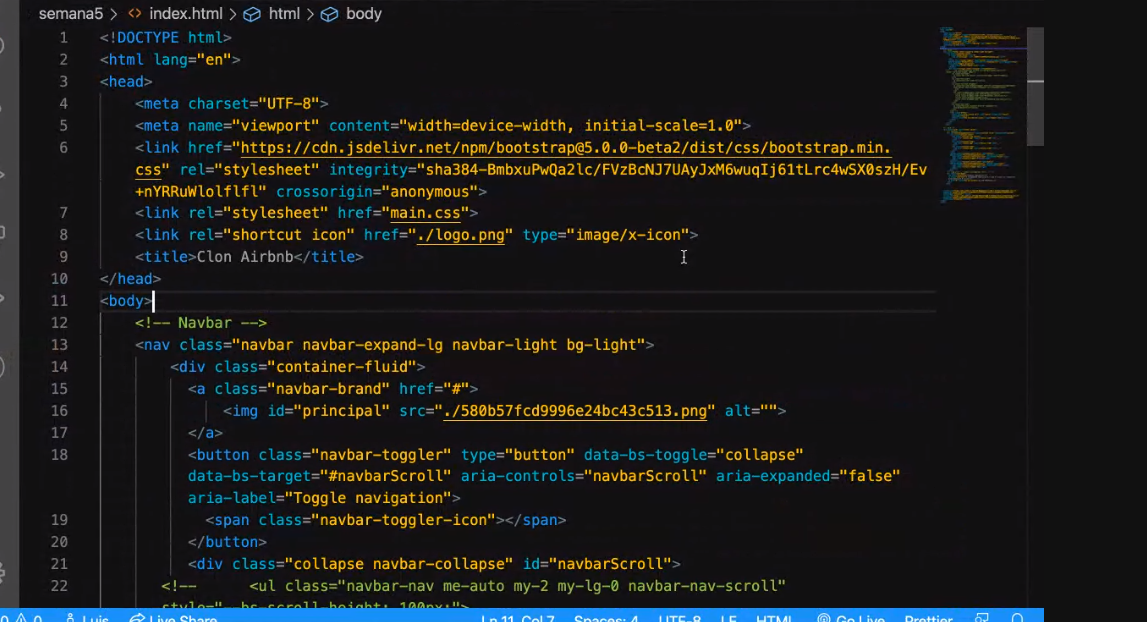 semana5 > <> index.html > html > body
1 <!DOCTYPE html>
2 <html lang="en">
3 <head>
4 <meta charset="UTF-8">
5 <meta name="viewport" content="width=device-width, initial-scale=1.0">
6 <link href="https://cdn.jsdelivr.net/npm/bootstrap@5.0.0-beta2/dist/css/bootstrap.min.
css" rel="stylesheet" integrity="sha384-BmbxuPwQa2lc/FVzBcNJ7UAyJxM6wuqIj61tLrc4wSX0szH/Ev
+nYRRuWlolflfl" crossorigin="anonymous">
7 <link rel="stylesheet" href="main.css">
8 <link rel="shortcut icon" href="./logo.png" type="image/x-icon">
9 <title>Clon Airbnb</title>
10 </head>
11 <body>
12 <!-- Navbar -->
13 <nav class="navbar navbar-expand-lg navbar-light bg-light">
14 <div class="container-fluid">
15 <a class="navbar-brand" href="#">
16 <img id="principal" src="./580b57fcd9996e24bc43c513.png" alt="">
17 </a>
18 <button class="navbar-toggler" type="button" data-bs-toggle="collapse"
data-bs-target="#navbarScroll" aria-controls="navbarScroll" aria-expanded="false"
aria-label="Toggle navigation">
19 <span class="navbar-toggler-icon"></span>
20 </button>
21 <div class="collapse navbar-collapse" id="navbarScroll">
22 <!-- <ul class="navbar-nav me-auto my-2 my-lg-0 navbar-nav-scroll"
style="--bs-scroll-height: 100px;">
0 0 Luis Live Share Ln 11, Col 7 Spaces: 4 UTF-8 LF HTML Go Live Prettier